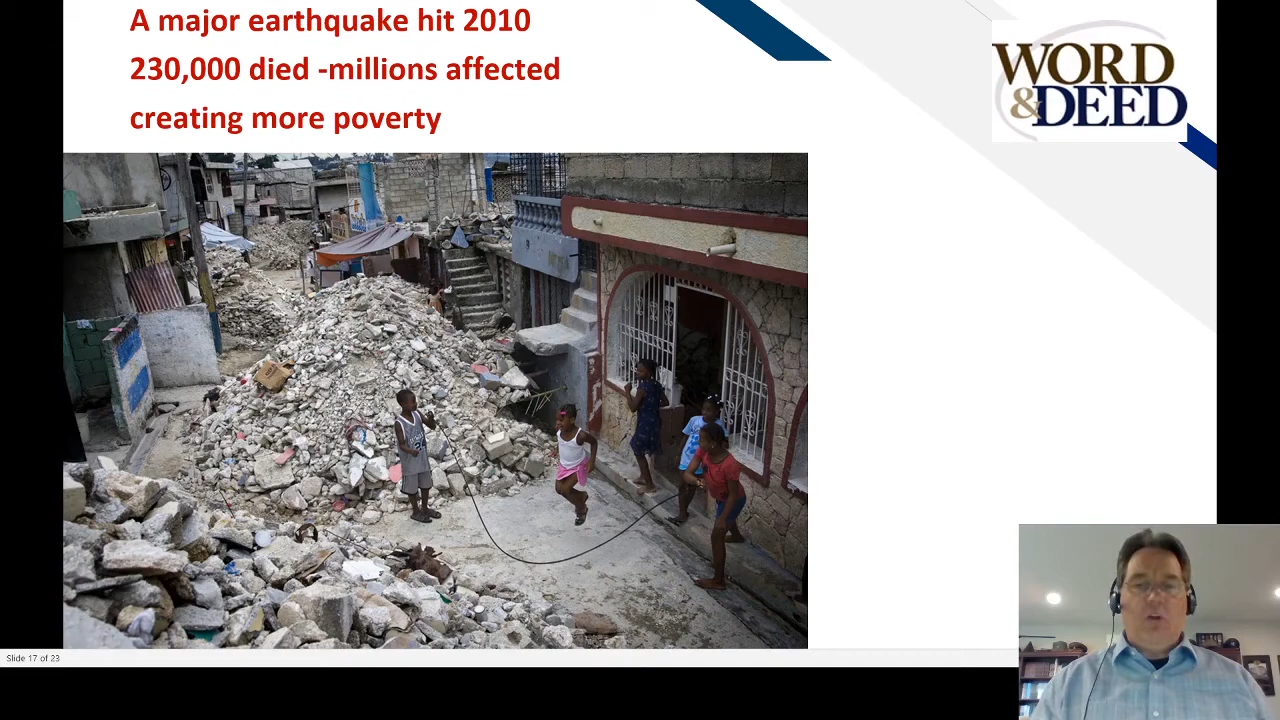 A major earthquake hit 2010
230,000 died -millions affected
creating more poverty
WORD
&DEED
Slide 17 of 23